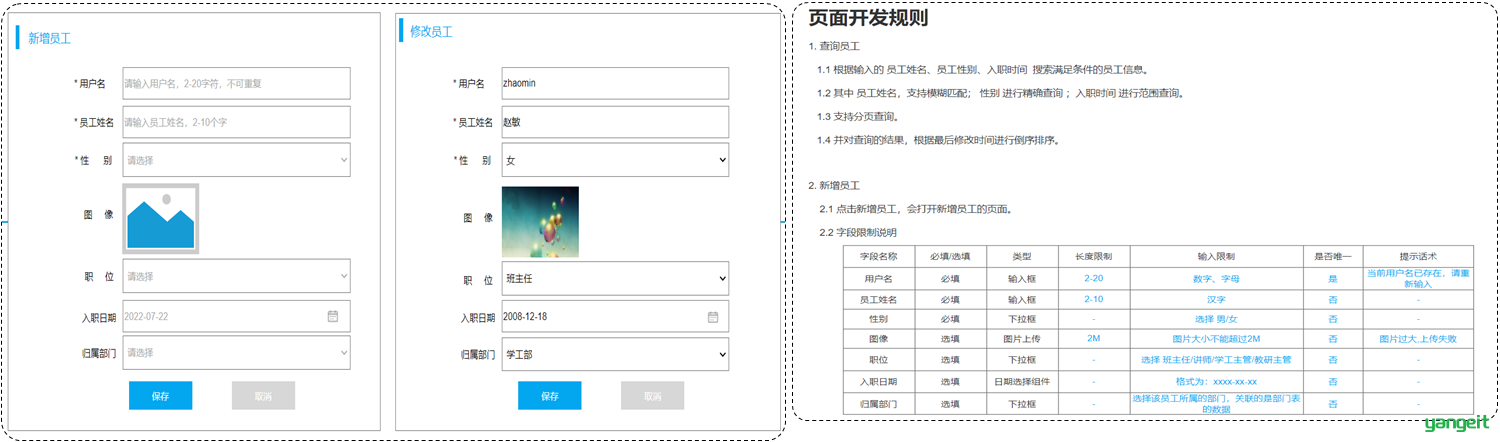 新增员工
* 用户名 请输入用户名，2-20字符，不可重复
* 员工姓名 请输入员工姓名，2-10个字
* 性 别 请选择
图 像
职 位 请选择
入职日期 2022-07-22
归属部门 请选择
保存 取消
修改员工
* 用户名 zhaomin
* 员工姓名 赵敏
* 性 别 女
图 像
职 位 班主任
入职日期 2008-12-18
归属部门 学工部
保存 取消
页面开发规则
1. 查询员工
1.1 根据输入的 员工姓名、员工性别、入职时间 搜索满足条件的员工信息。
1.2 其中 员工姓名，支持模糊匹配； 性别 进行精确查询 ；入职时间 进行范围查询。
1.3 支持分页查询。
1.4 并对查询的结果，根据最后修改时间进行倒序排序。
2. 新增员工
2.1 点击新增员工，会打开新增员工的页面。
2.2 字段限制说明
字段名称 必填/选填 类型 长度限制 输入限制 是否唯一 提示话术
用户名 必填 输入框 2-20 数字、字母 是 当前用户名已存在，请重新输入
员工姓名 必填 输入框 2-10 汉字 否 -
性别 必填 下拉框 - 选择 男/女 否 -
图像 选填 图片上传 2M 图片大小不能超过2M 否 图片过大,上传失败
职位 选填 下拉框 - 选择 班主任/讲师/学工主管/教研主管 否 -
入职日期 选填 日期选择组件 - 格式为：xxxx-xx-xx 否 -
归属部门 选填 下拉框 - 选择该员工所属的部门，关联的是部门表的数据 否 -
yangeit